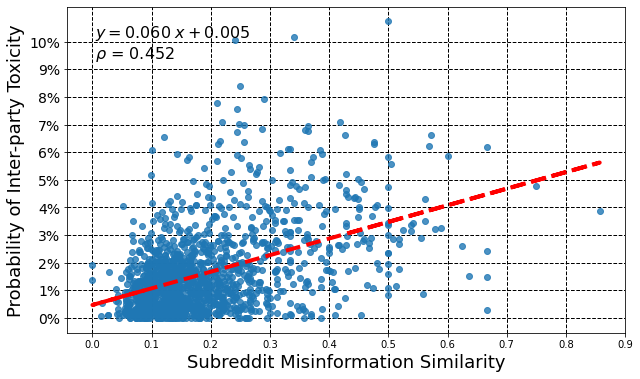 y = 0.060 x + 0.005
ρ = 0.452
Probability of Inter-party Toxicity
10%
9%
8%
7%
6%
5%
4%
3%
2%
1%
0%
0.0 0.1 0.2 0.3 0.4 0.5 0.6 0.7 0.8 0.9
Subreddit Misinformation Similarity